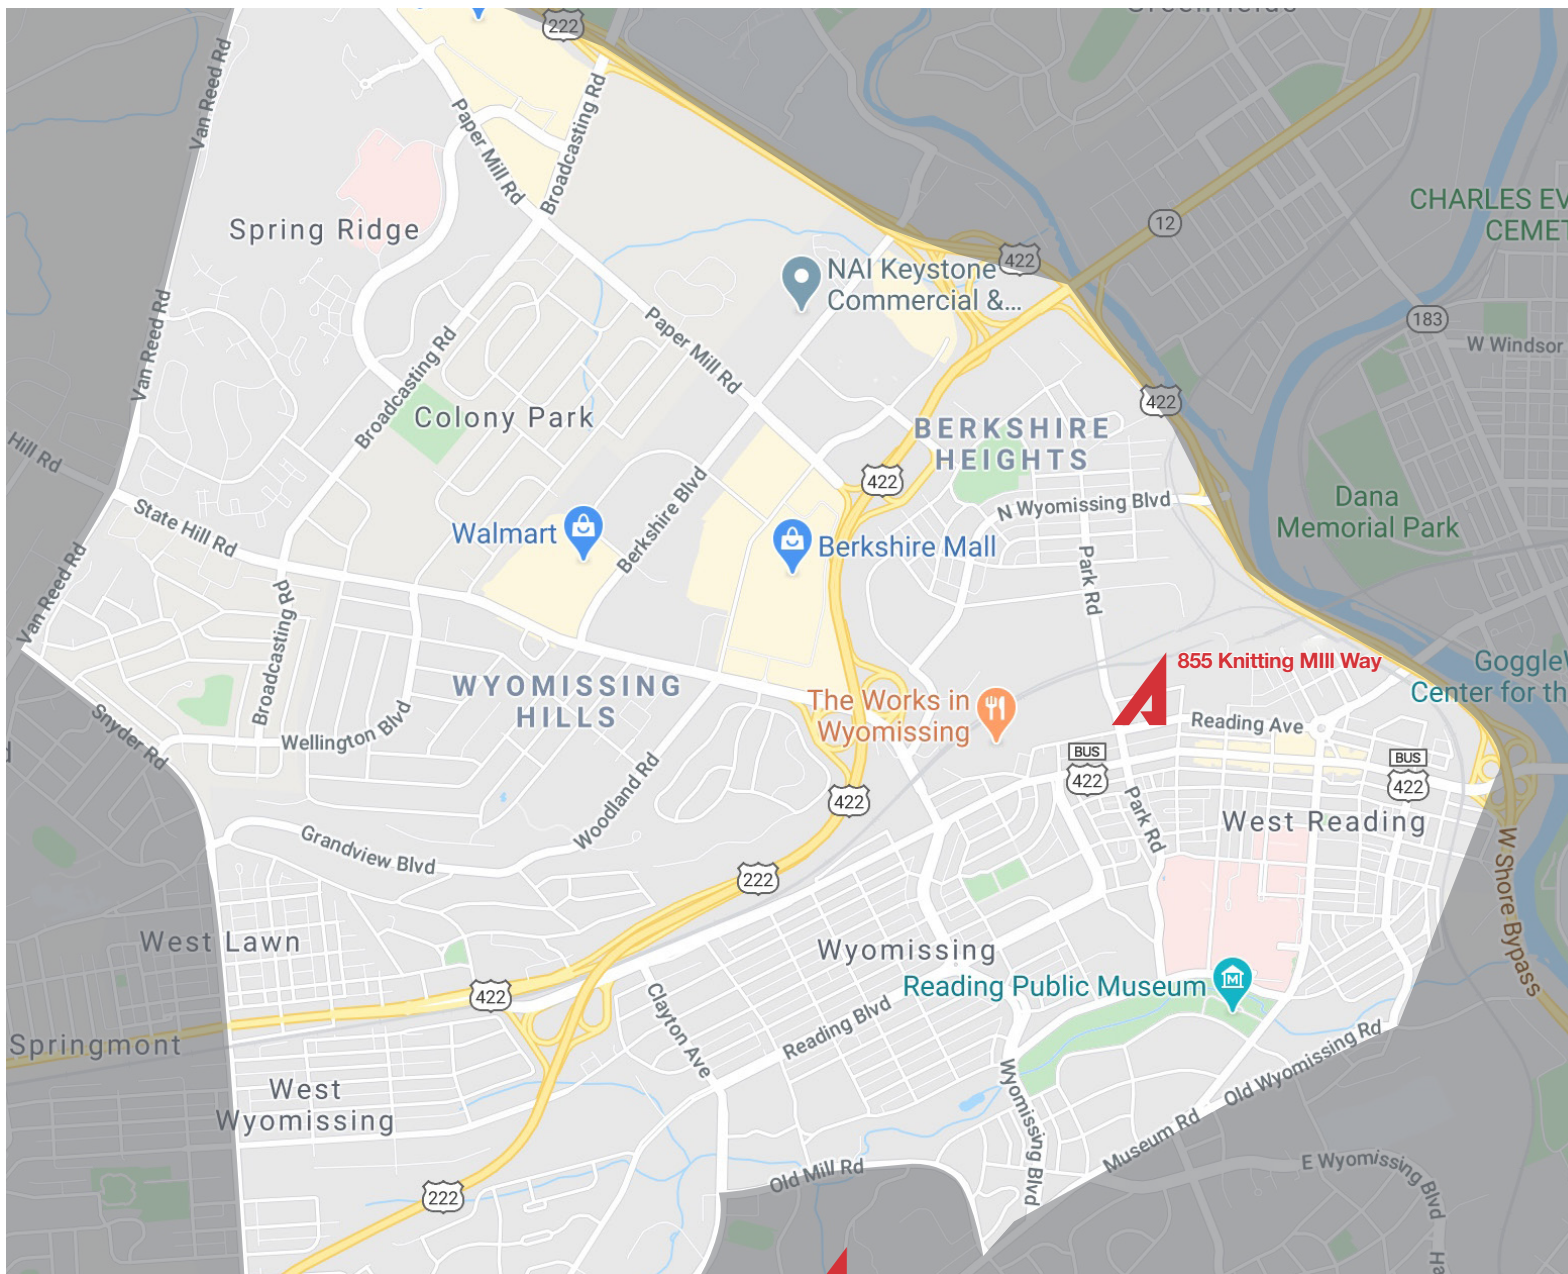 222
Van Reed Rd
Paper Mill Rd
Broadcasting Rd
CHARLES EV
CEMET
12
Spring Ridge
422
NAI Keystone
Commercial &...
183
W Windsor
Van Reed Rd
Paper Mill Rd
Broadcasting Rd
422
Colony Park
BERKSHIRE
HEIGHTS
Hill Rd
422
Dana
Memorial Park
N Wyomissing Blvd
State Hill Rd
Berkshire Blvd
Walmart
Berkshire Mall
Park Rd
Van Reed Rd
Broadcasting Rd
855 Knitting MIll Way
Goggle
Center for th
WYOMISSING
HILLS
The Works in
Wyomissing
Reading Ave
Snyder Rd
Wellington Blvd
BUS
422
BUS
422
Woodland Rd
422
Park Rd
West Reading
Grandview Blvd
222
W Shore Bypass
West Lawn
Wyomissing
Reading Public Museum
422
Clayton Ave
Reading Blvd
Springmont
Old Wyomissing Rd
West
Wyomissing
Wyomissing Blvd
Museum Rd
Old Mill Rd
E Wyomissing Blvd
222
Ha